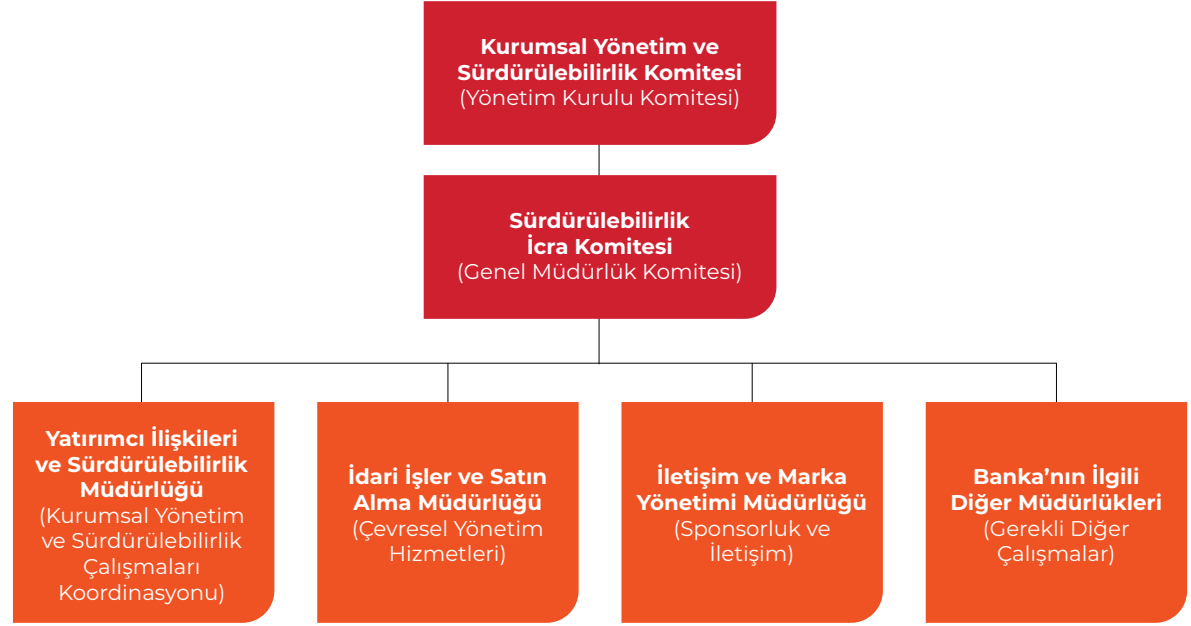 Kurumsal Yönetim ve
Sürdürülebilirlik Komitesi
(Yönetim Kurulu Komitesi)
Sürdürülebilirlik
İcra Komitesi
(Genel Müdürlük Komitesi)
Yatırımcı İlişkileri
ve Sürdürülebilirlik
Müdürlüğü
(Kurumsal Yönetim
ve Sürdürülebilirlik
Çalışmaları
Koordinasyonu)
İdari İşler ve Satın
Alma Müdürlüğü
(Çevresel Yönetim
Hizmetleri)
İletişim ve Marka
Yönetimi Müdürlüğü
(Sponsorluk ve
İletişim)
Banka’nın İlgili
Diğer Müdürlükleri
(Gerekli Diğer
Çalışmalar)